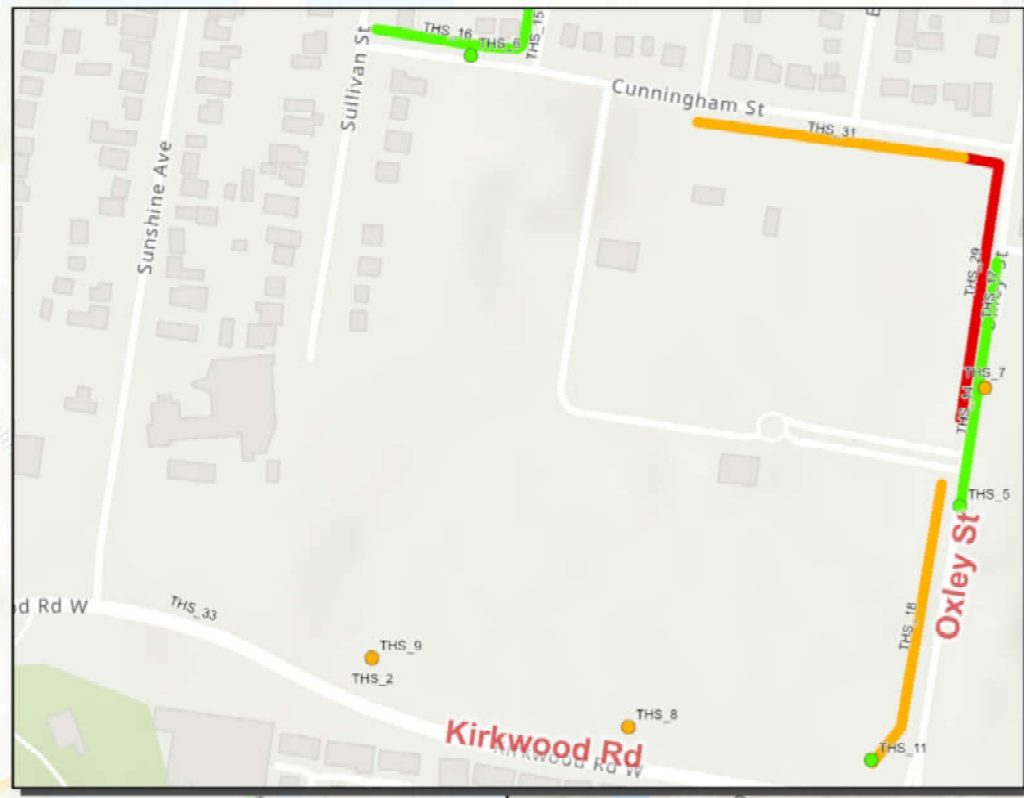 THS_16
THS_6
THS_15
Sullivan St
Cunningham St
THS_31
Sunshine Ave
THS_29
THS_17
THS_7
THS_5
Oxley St
THS_18
d Rd W
THS_33
THS_9
THS_2
THS_8
Kirkwood Rd
Kirkwood Rd W
THS_11